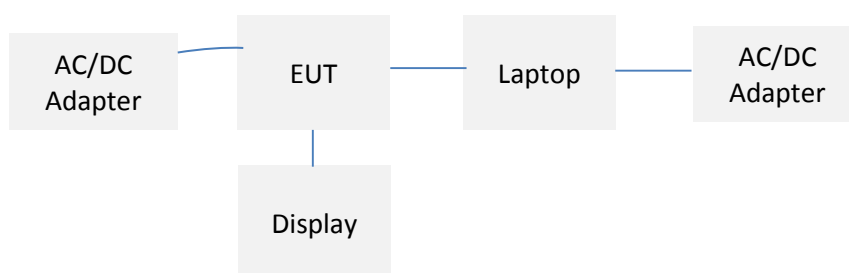 AC/DC
Adapter
EUT
Laptop
AC/DC
Adapter
Display